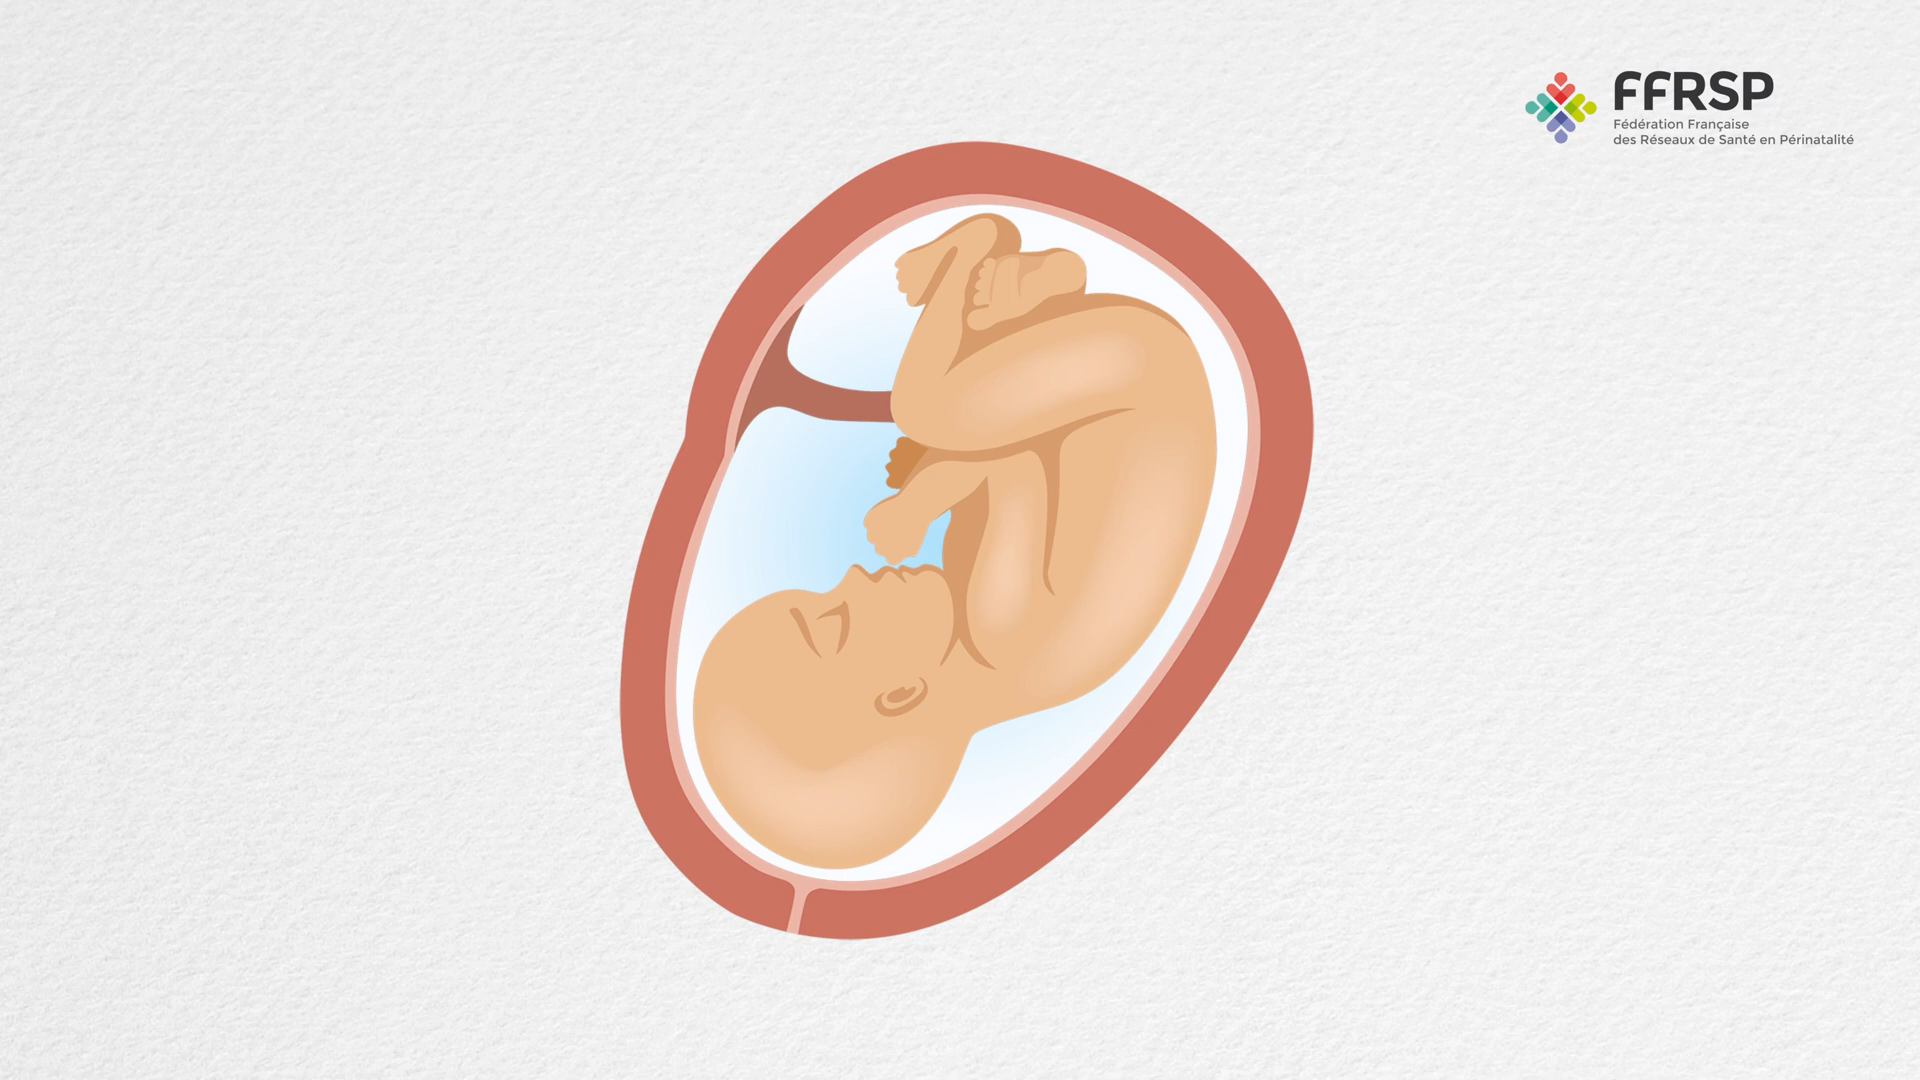 FFRSP
Fédération Française
des Réseaux de Santé en Périnatalité